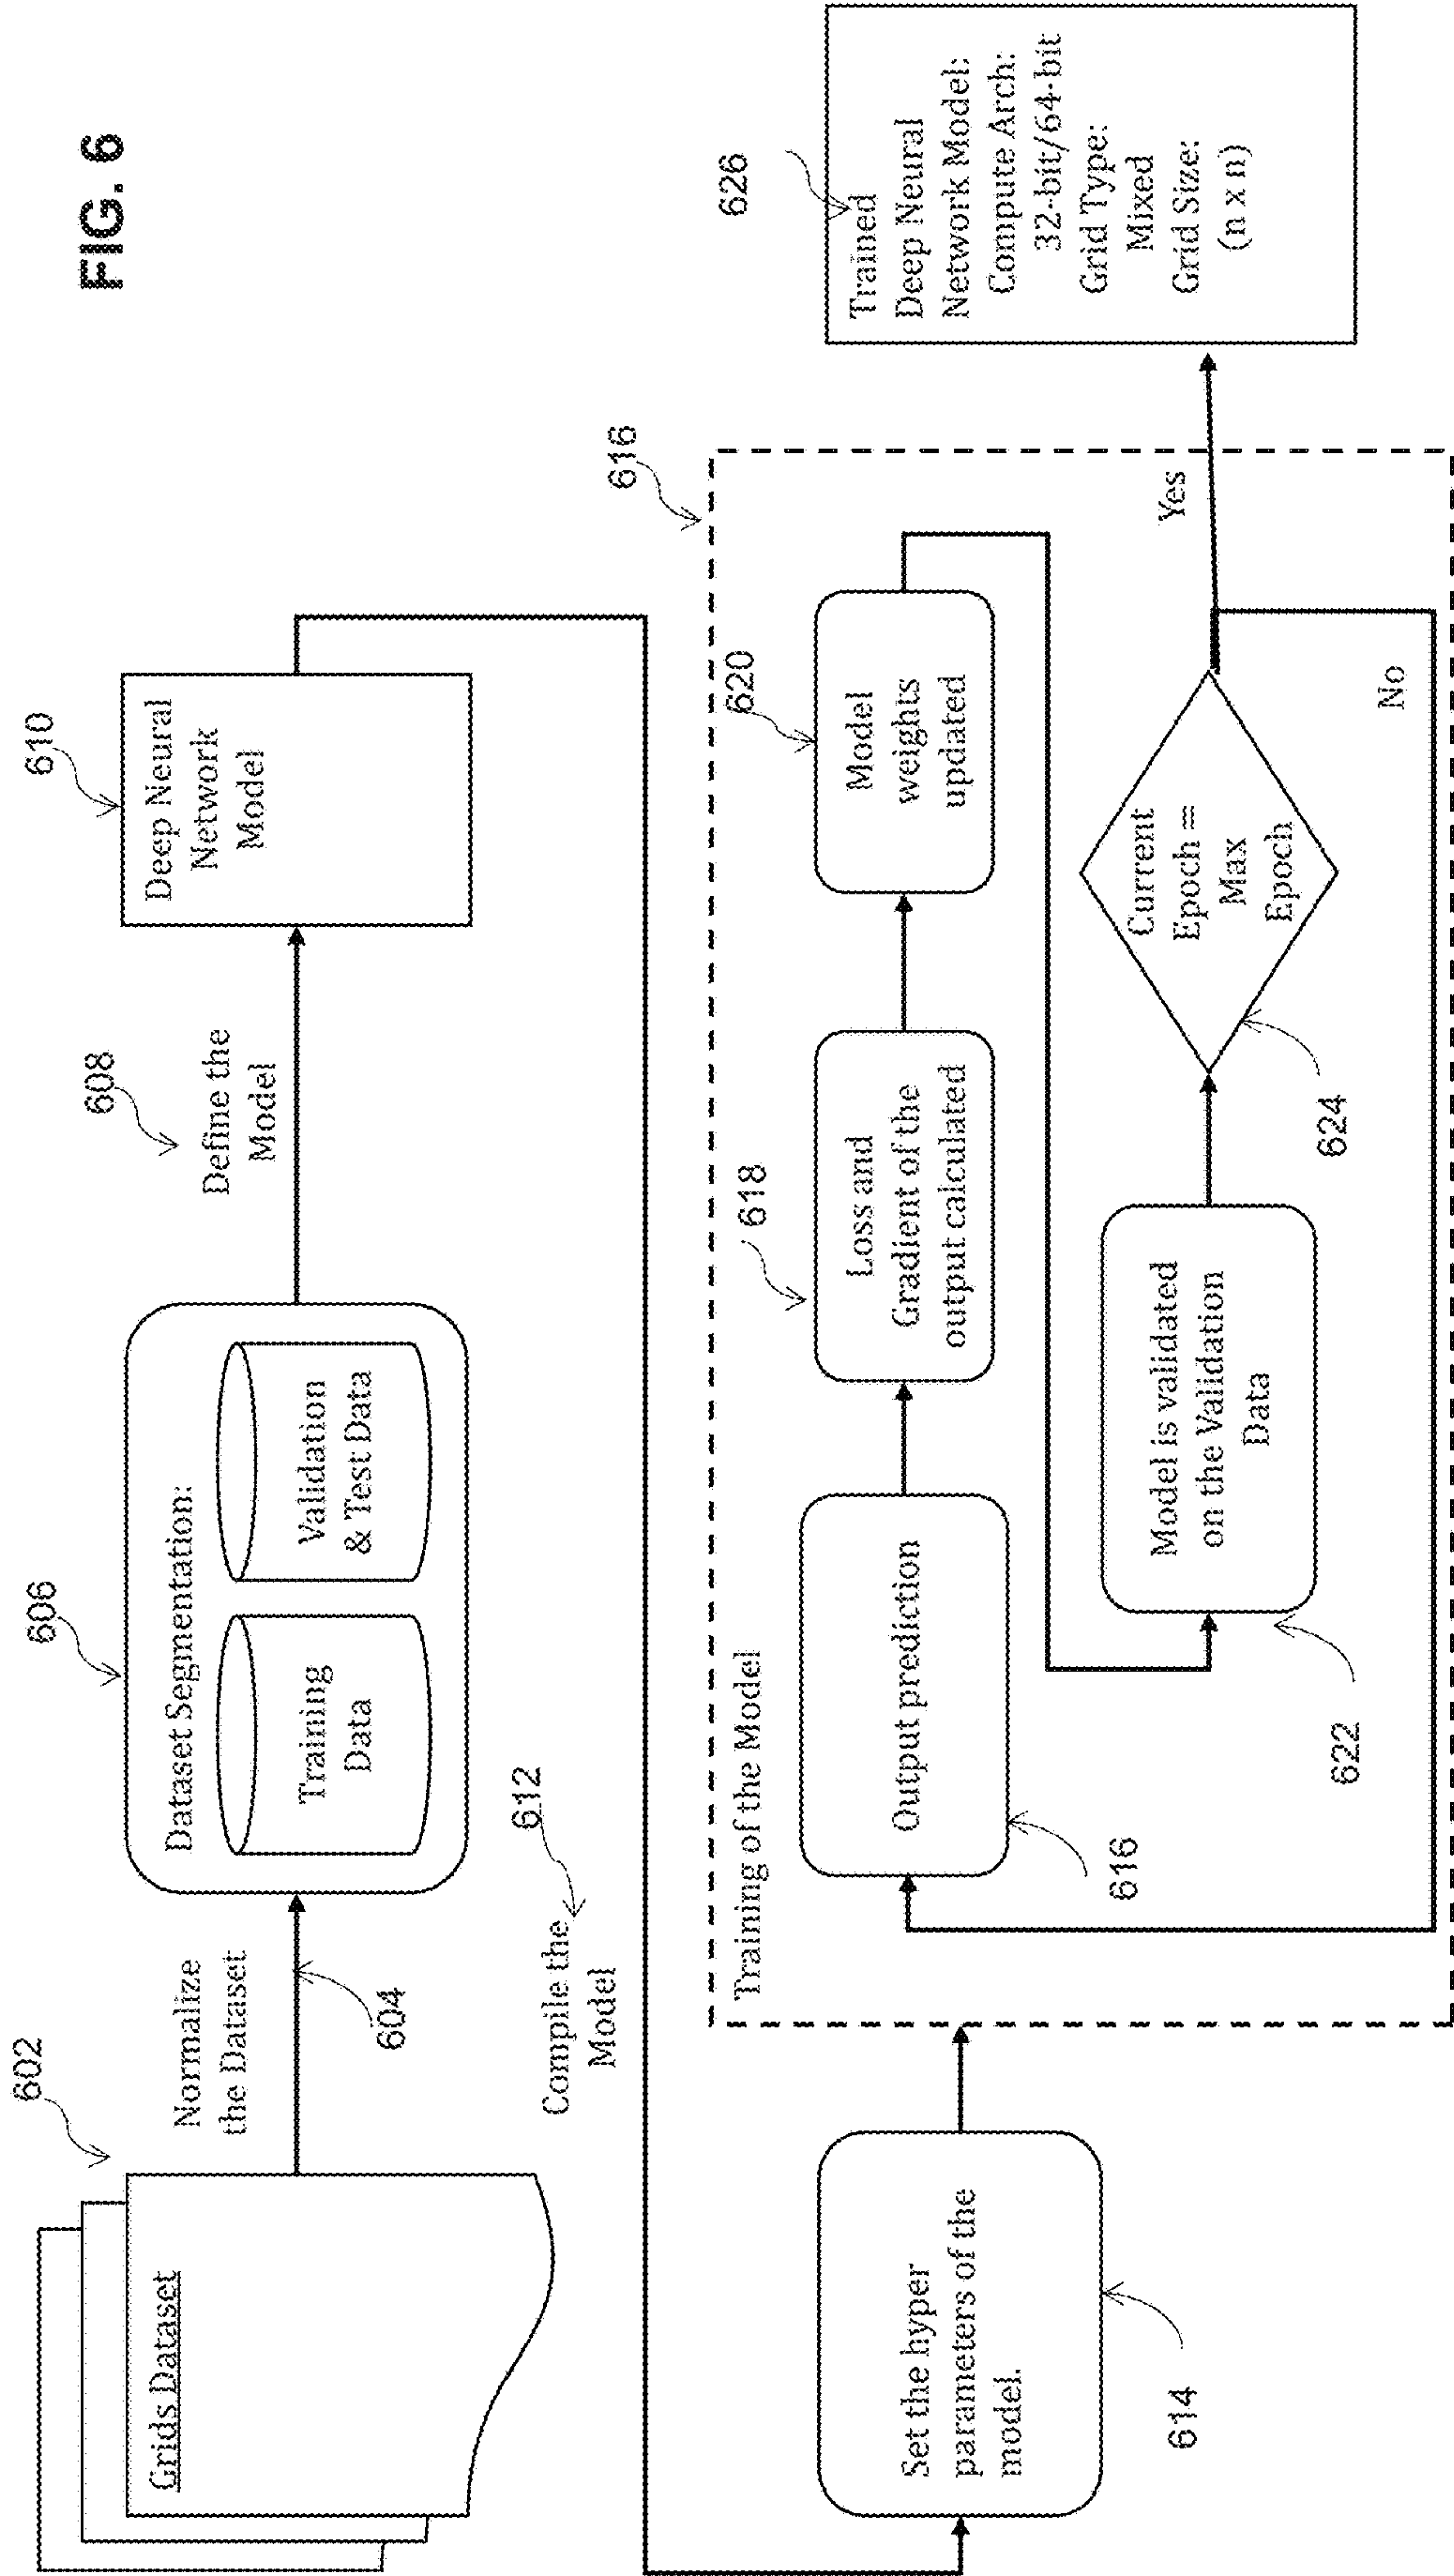 FIG. 6
602
Grids Dataset
Normalize
the Dataset
604
606
Dataset Segmentation:
Training
Data
Validation
& Test Data
608
Define the
Model
610
Deep Neural
Network
Model
612
Compile the
Model
614
Set the hyper
parameters of the
model.
616
Training of the Model
Output prediction
616
618
Loss and
Gradient of the
output calculated
620
Model
weights
updated
Model is validated
on the Validation
Data
622
Current
Epoch =
Max
Epoch
624
Yes
No
626
Trained
Deep Neural
Network Model:
Compute Arch:
32-bit/64-bit
Grid Type:
Mixed
Grid Size:
(n x n)